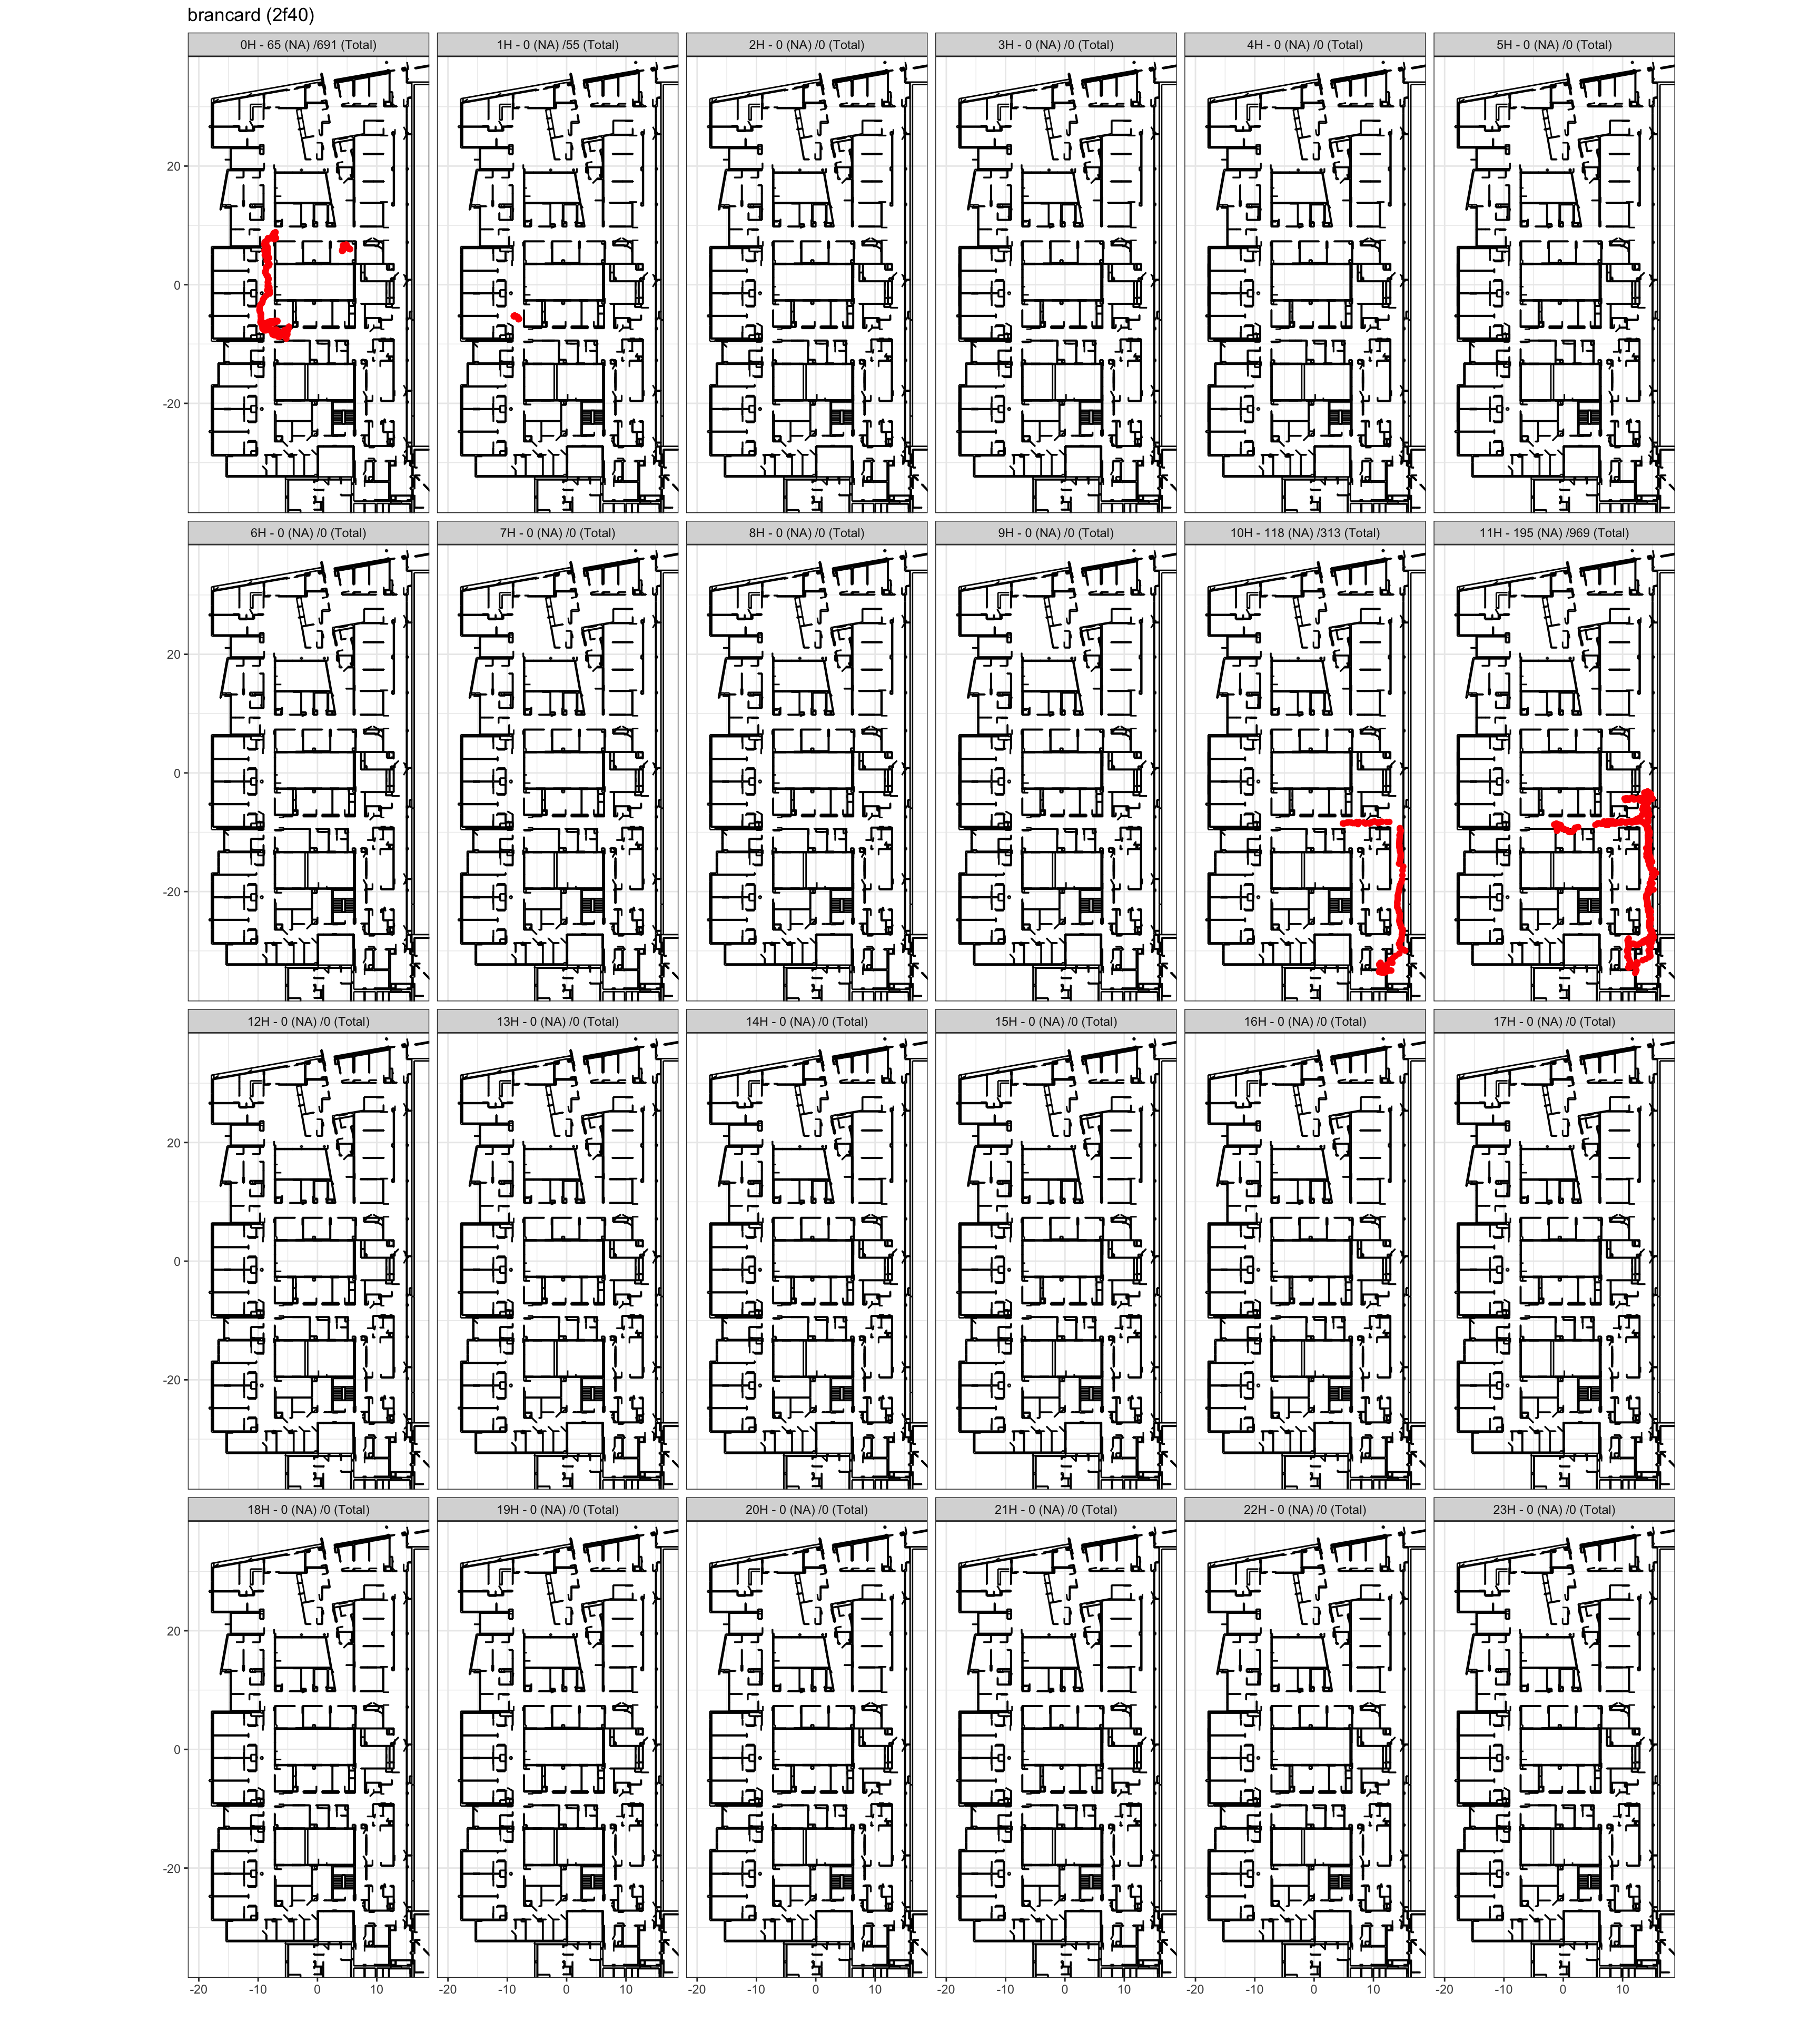 brancard (2f40)
0H - 65 (NA) /691 (Total) 1H - 0 (NA) /55 (Total) 2H - 0 (NA) /0 (Total) 3H - 0 (NA) /0 (Total) 4H - 0 (NA) /0 (Total) 5H - 0 (NA) /0 (Total)
20
0
-20
6H - 0 (NA) /0 (Total) 7H - 0 (NA) /0 (Total) 8H - 0 (NA) /0 (Total) 9H - 0 (NA) /0 (Total) 10H - 118 (NA) /313 (Total) 11H - 195 (NA) /969 (Total)
20
0
-20
12H - 0 (NA) /0 (Total) 13H - 0 (NA) /0 (Total) 14H - 0 (NA) /0 (Total) 15H - 0 (NA) /0 (Total) 16H - 0 (NA) /0 (Total) 17H - 0 (NA) /0 (Total)
20
0
-20
18H - 0 (NA) /0 (Total) 19H - 0 (NA) /0 (Total) 20H - 0 (NA) /0 (Total) 21H - 0 (NA) /0 (Total) 22H - 0 (NA) /0 (Total) 23H - 0 (NA) /0 (Total)
20
0
-20
-20 -10 0 10 -20 -10 0 10 -20 -10 0 10 -20 -10 0 10 -20 -10 0 10 -20 -10 0 10